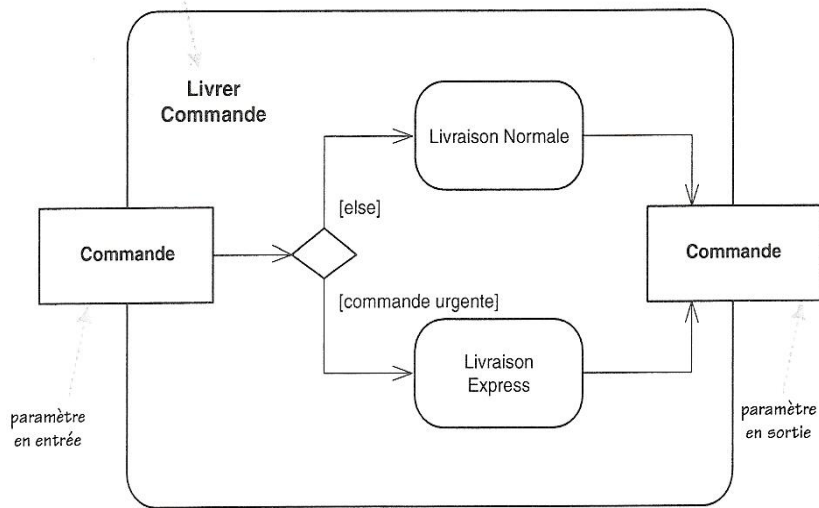 Livrer
Commande
Livraison Normale
[else]
Commande
Commande
[commande urgente]
Livraison
Express
paramètre
en entrée
paramètre
en sortie